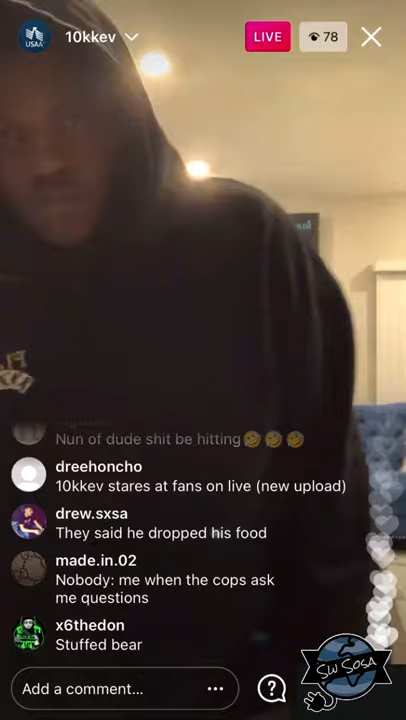 USAA
10kkev
LIVE
78
Nun of dude shit be hitting🤣🤣🤣
dreehoncho
10kkev stares at fans on live (new upload)
drew.sxsa
They said he dropped his food
made.in.02
Nobody: me when the cops ask
me questions
x6thedon
Stuffed bear
Add a comment...
SW SOSA